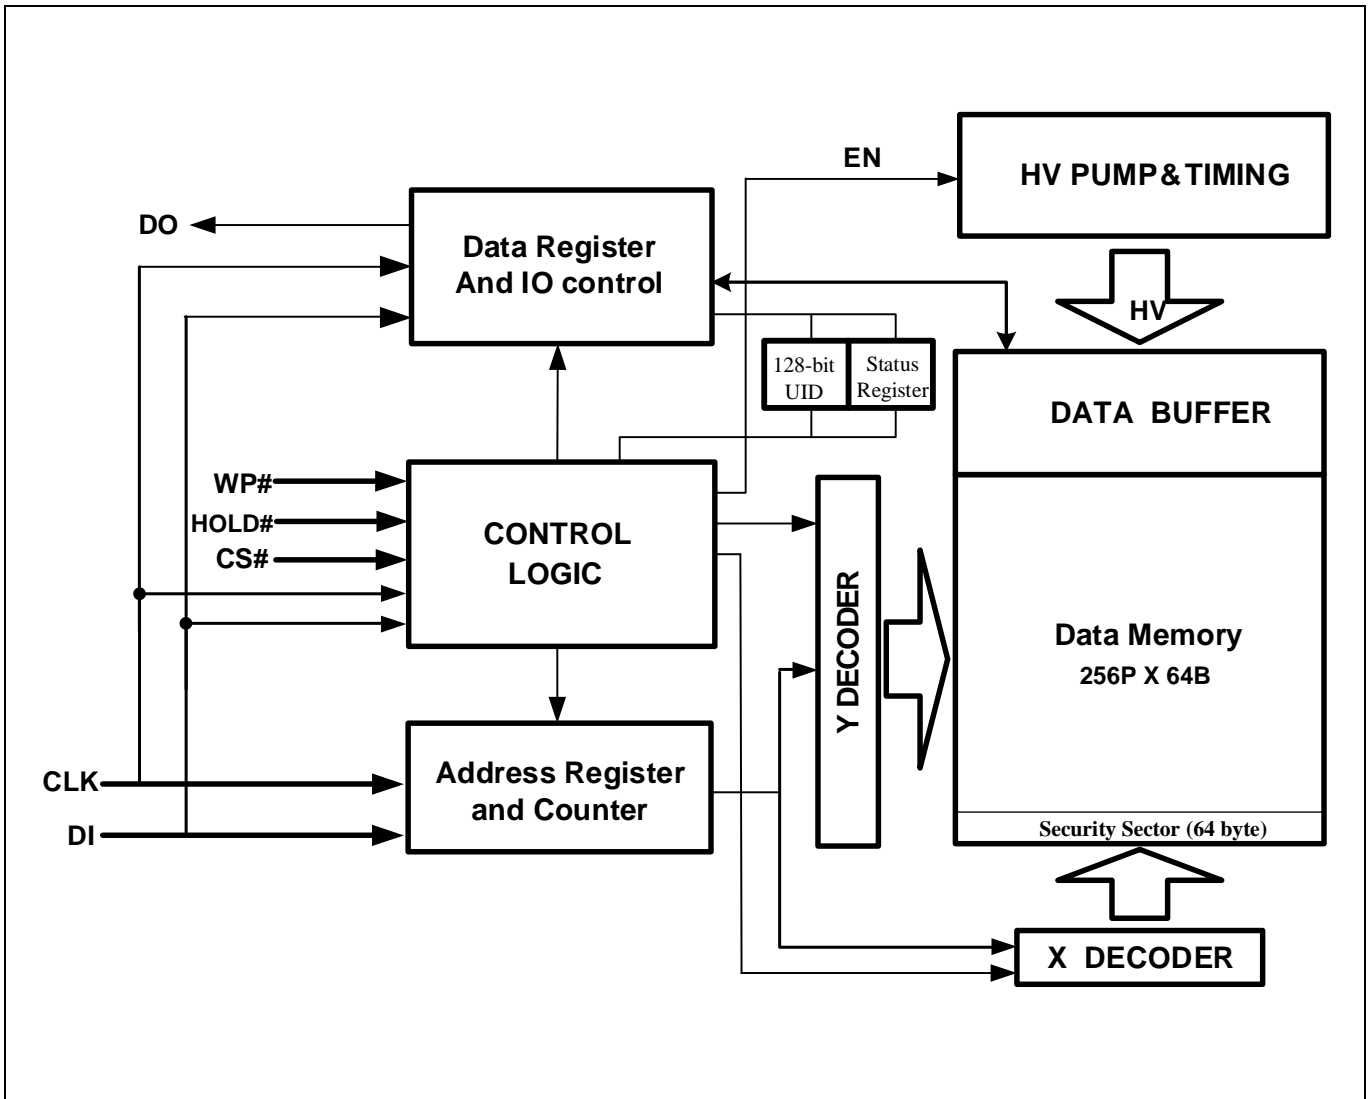 EN
HV PUMP&TIMING
DO
Data Register
And IO control
HV
128-bit
UID
Status
Register
DATA BUFFER
WP#
HOLD#
CS#
CONTROL
LOGIC
Y DECODER
Data Memory
256P X 64B
CLK
DI
Address Register
and Counter
Security Sector (64 byte)
X DECODER